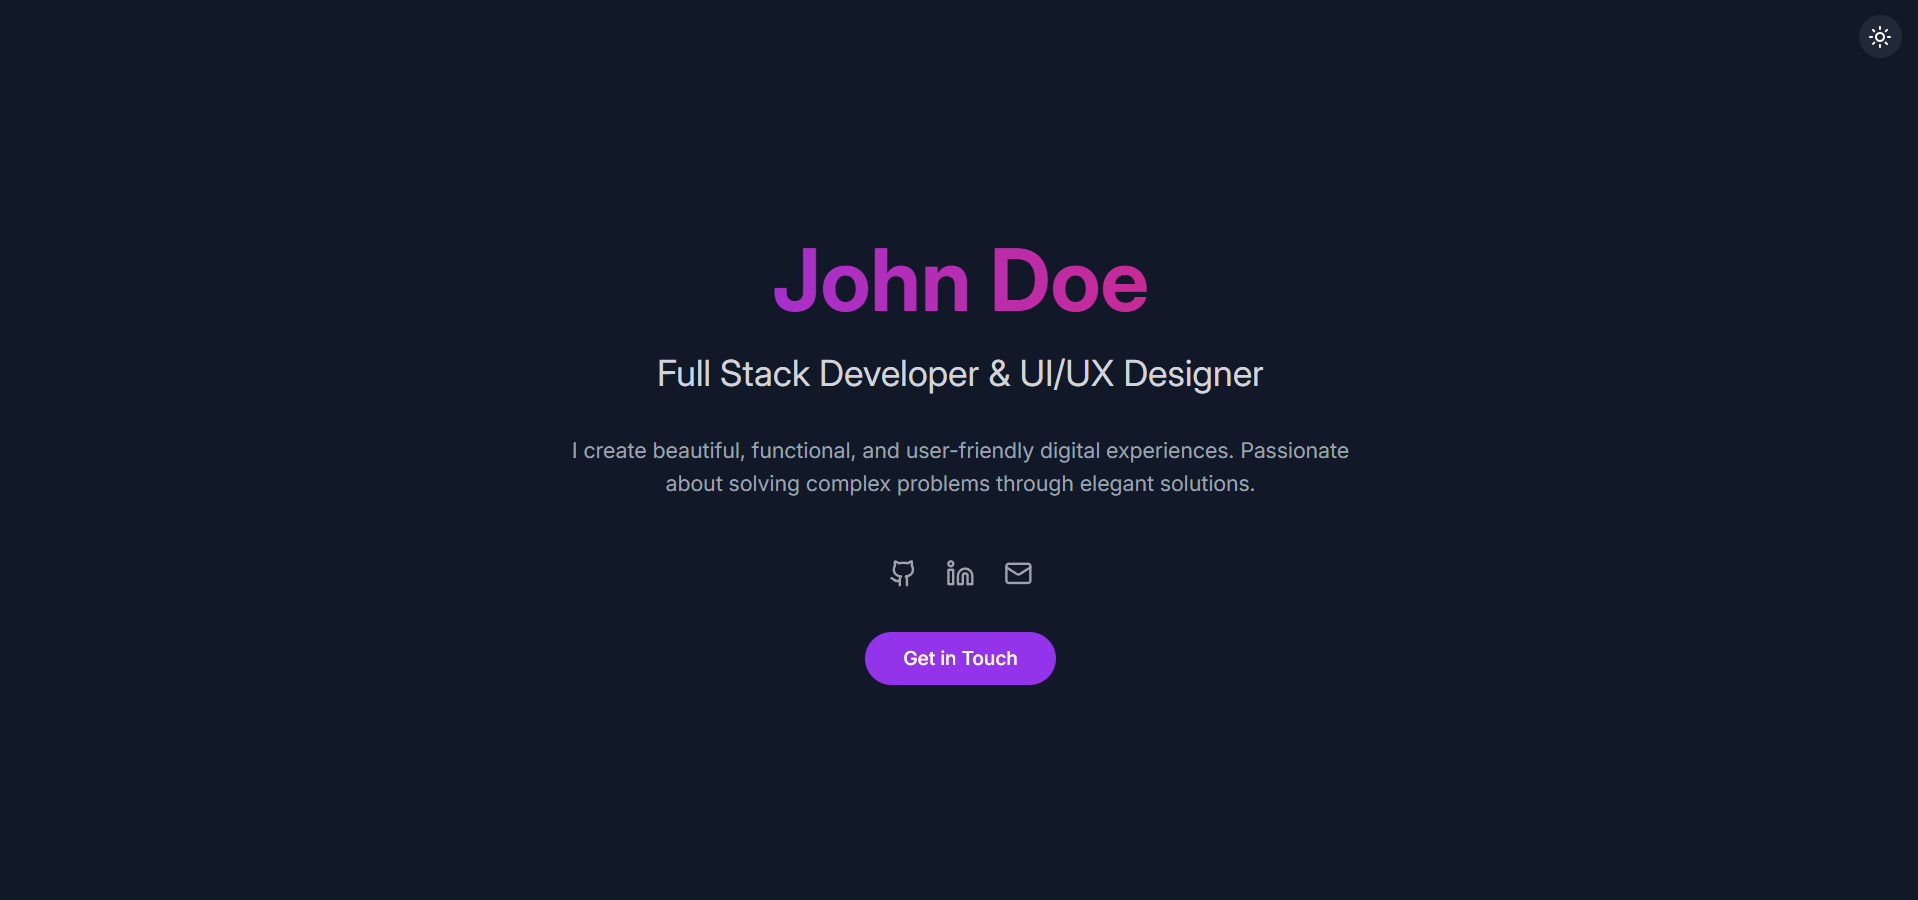 John Doe
Full Stack Developer & UI/UX Designer
I create beautiful, functional, and user-friendly digital experiences. Passionate
about solving complex problems through elegant solutions.
Get in Touch